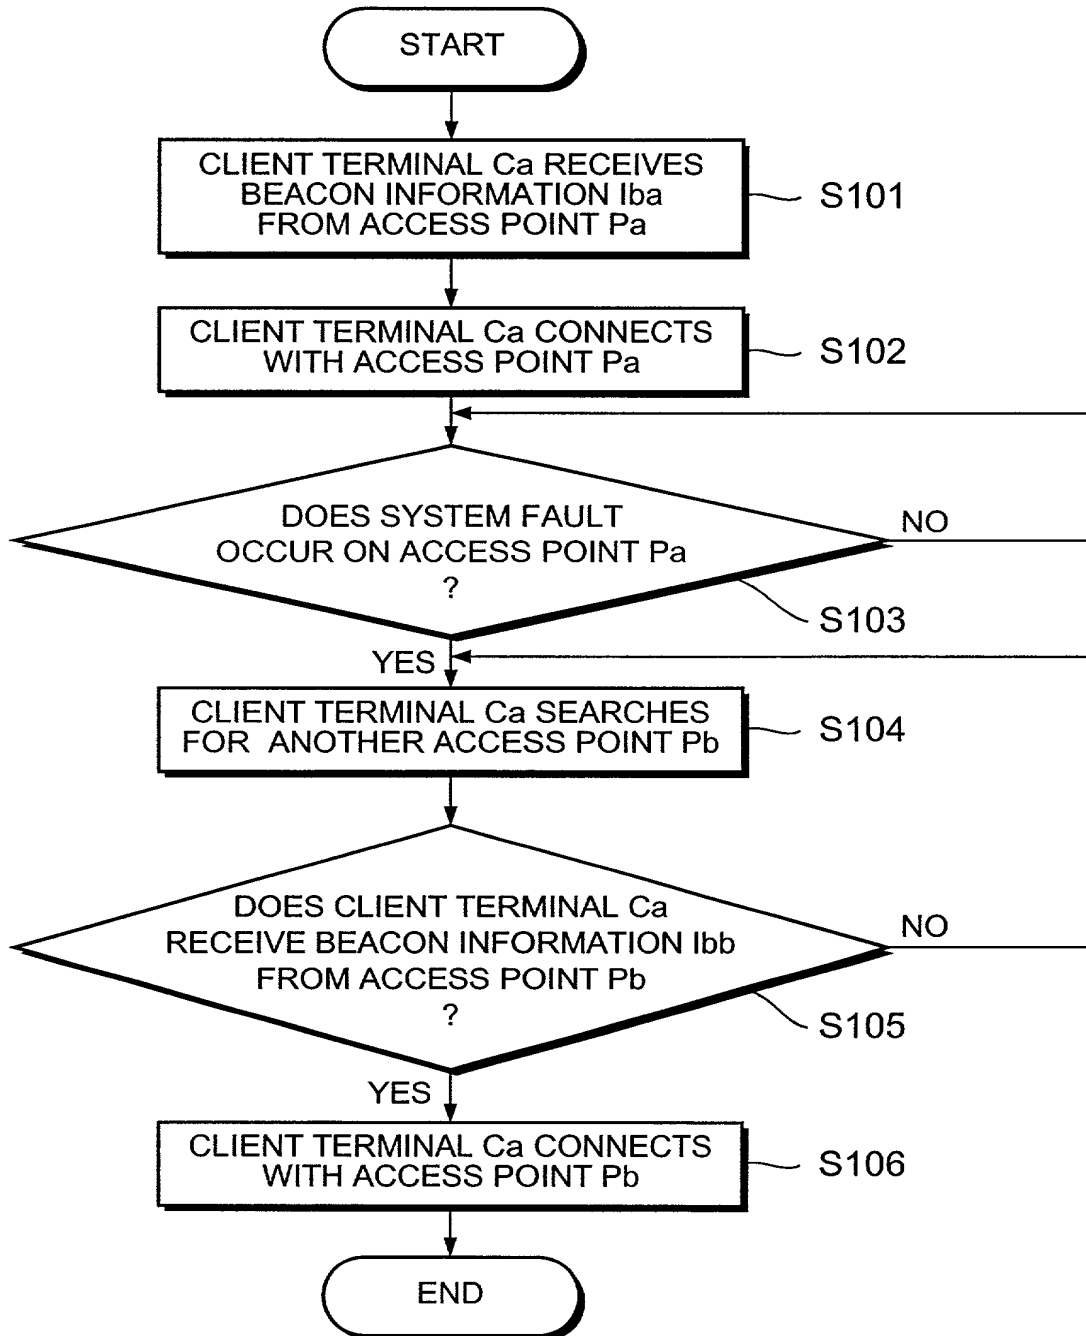 START
CLIENT TERMINAL Ca RECEIVES
BEACON INFORMATION Iba
FROM ACCESS POINT Pa
S101
CLIENT TERMINAL Ca CONNECTS
WITH ACCESS POINT Pa
S102
DOES SYSTEM FAULT
OCCUR ON ACCESS POINT Pa
?
NO
S103
YES
CLIENT TERMINAL Ca SEARCHES
FOR ANOTHER ACCESS POINT Pb
S104
DOES CLIENT TERMINAL Ca
RECEIVE BEACON INFORMATION Ibb
FROM ACCESS POINT Pb
?
NO
S105
YES
CLIENT TERMINAL Ca CONNECTS
WITH ACCESS POINT Pb
S106
END